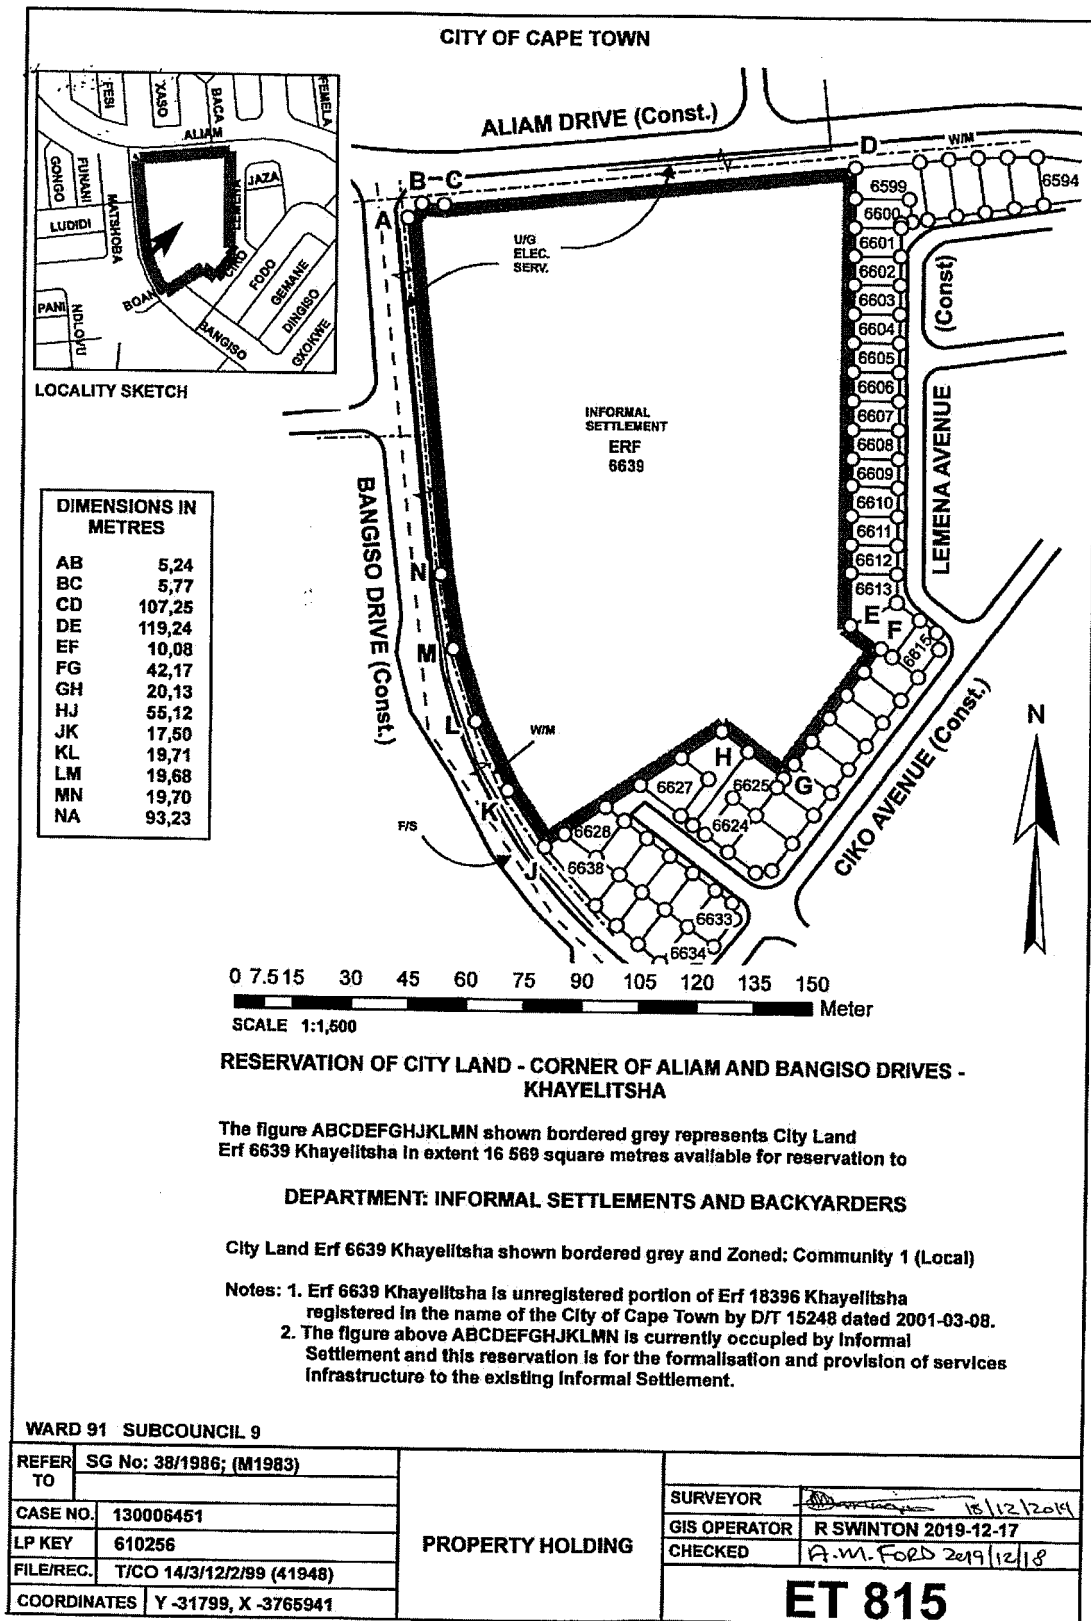 CITY OF CAPE TOWN
FESI
XASO
BACA
FEMELA
ALIAM
GONGO
FUNANI
MATSHOBA
LUDIDI
JAZA
LEMENA
CIKO
FODO
GEMANE
DINGISO
GXOKWE
PANI
NDLOVU
BOAN
BANGISO
LOCALITY SKETCH
ALIAM DRIVE (Const.)
W/M
A
B
C
D
U/G
ELEC.
SERV.
6599
6594
6600
6601
6602
6603
6604
6605
6606
6607
6608
6609
6610
6611
6612
6613
LEMENA AVENUE (Const)
INFORMAL
SETTLEMENT
ERF
6639
BANGISO DRIVE (Const.)
N
M
L
K
J
E
F
6615
H
G
W/M
F/S
6627
6625
6624
6628
6638
6633
6634
CIKO AVENUE (Const.)
N
DIMENSIONS IN
METRES
AB 5,24
BC 5,77
CD 107,25
DE 119,24
EF 10,08
FG 42,17
GH 20,13
HJ 55,12
JK 17,50
KL 19,71
LM 19,68
MN 19,70
NA 93,23
0 7.5 15 30 45 60 75 90 105 120 135 150
Meter
SCALE 1:1,500
RESERVATION OF CITY LAND - CORNER OF ALIAM AND BANGISO DRIVES -
KHAYELITSHA
The figure ABCDEFGHJKLMN shown bordered grey represents City Land
Erf 6639 Khayelitsha in extent 16 569 square metres available for reservation to
DEPARTMENT: INFORMAL SETTLEMENTS AND BACKYARDERS
City Land Erf 6639 Khayelitsha shown bordered grey and Zoned: Community 1 (Local)
Notes: 1. Erf 6639 Khayelitsha is unregistered portion of Erf 18396 Khayelitsha
registered in the name of the City of Cape Town by D/T 15248 dated 2001-03-08.
2. The figure above ABCDEFGHJKLMN is currently occupied by Informal
Settlement and this reservation is for the formalisation and provision of services
infrastructure to the existing Informal Settlement.
WARD 91 SUBCOUNCIL 9
REFER TO
SG No: 38/1986; (M1983)
CASE NO. 130006451
LP KEY 610256
FILE/REC. T/CO 14/3/12/2/99 (41948)
COORDINATES Y -31799, X -3765941
PROPERTY HOLDING
SURVEYOR 18/12/2019
GIS OPERATOR R SWINTON 2019-12-17
CHECKED A.M. FORD 2019/12/18
ET 815